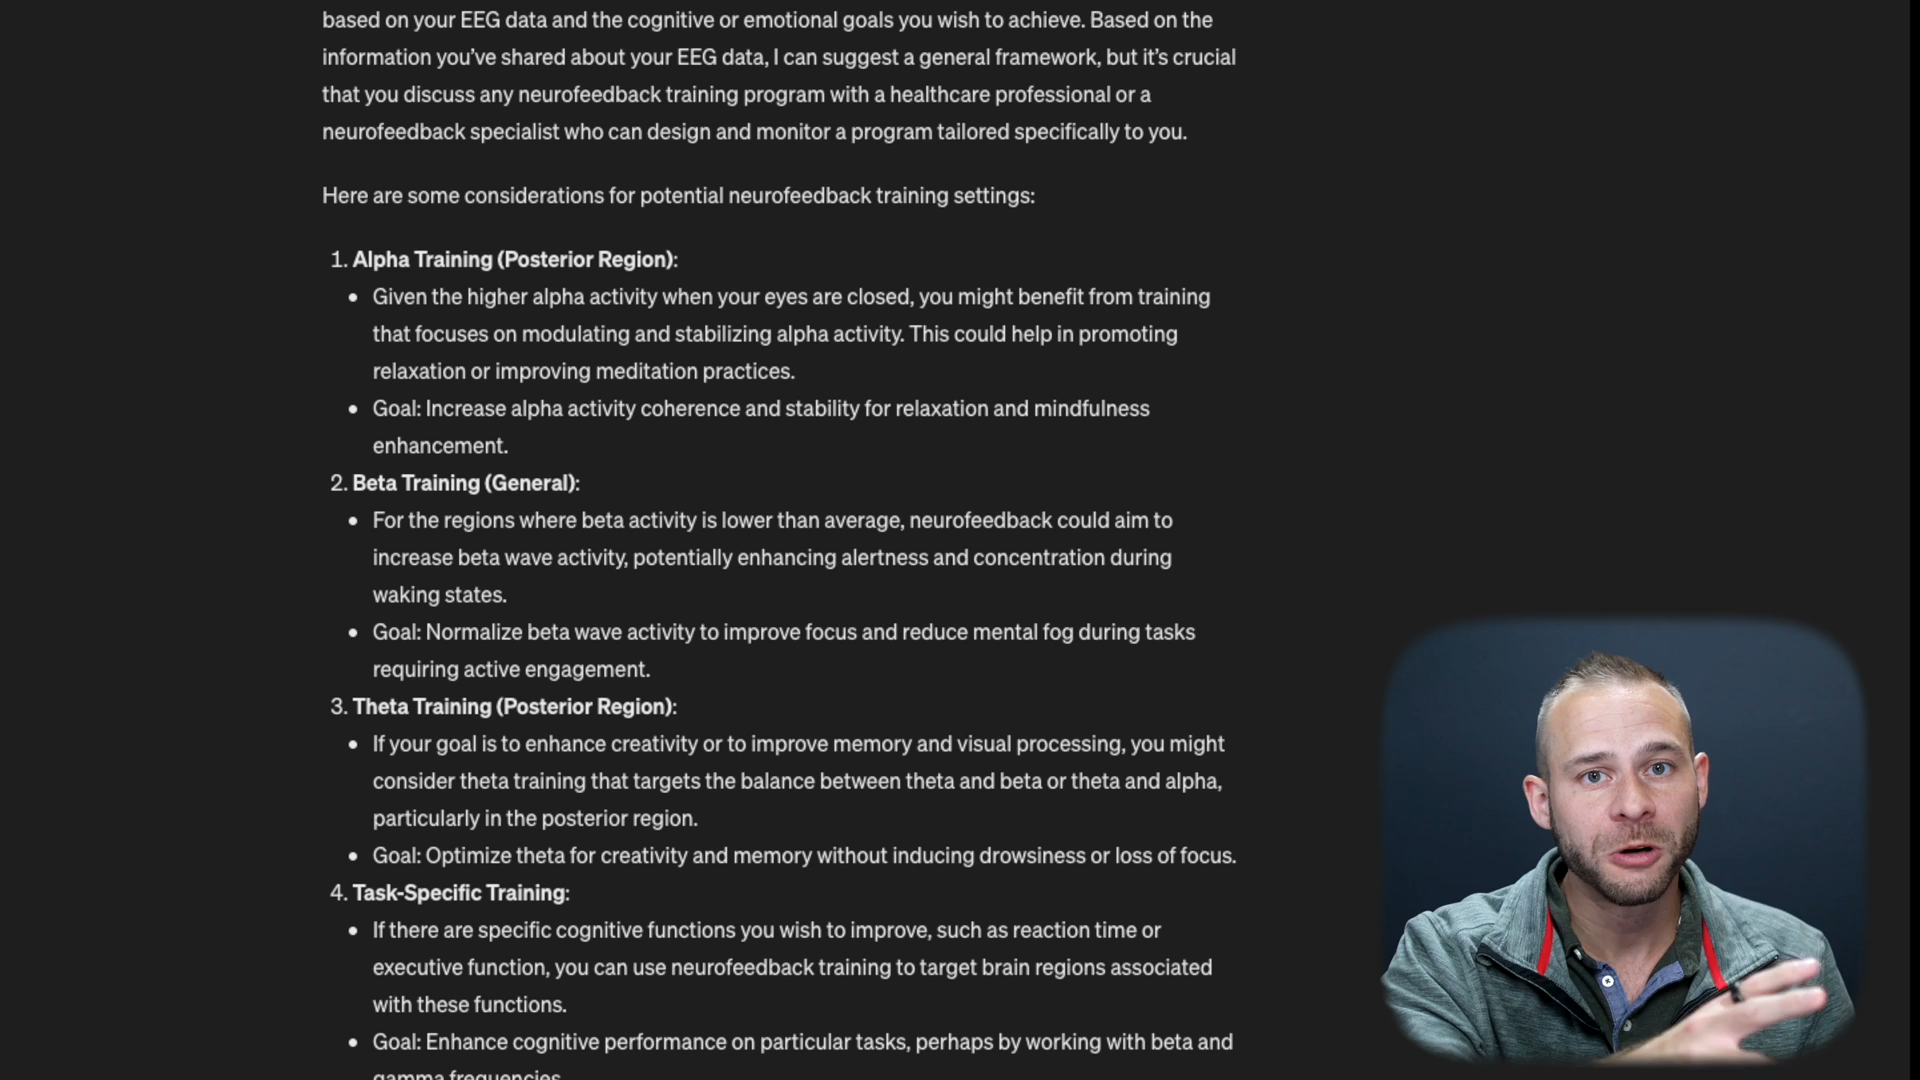 based on your EEG data and the cognitive or emotional goals you wish to achieve. Based on the
information you’ve shared about your EEG data, I can suggest a general framework, but it’s crucial
that you discuss any neurofeedback training program with a healthcare professional or a
neurofeedback specialist who can design and monitor a program tailored specifically to you.
Here are some considerations for potential neurofeedback training settings:
1. Alpha Training (Posterior Region):
• Given the higher alpha activity when your eyes are closed, you might benefit from training
that focuses on modulating and stabilizing alpha activity. This could help in promoting
relaxation or improving meditation practices.
• Goal: Increase alpha activity coherence and stability for relaxation and mindfulness
enhancement.
2. Beta Training (General):
• For the regions where beta activity is lower than average, neurofeedback could aim to
increase beta wave activity, potentially enhancing alertness and concentration during
waking states.
• Goal: Normalize beta wave activity to improve focus and reduce mental fog during tasks
requiring active engagement.
3. Theta Training (Posterior Region):
• If your goal is to enhance creativity or to improve memory and visual processing, you might
consider theta training that targets the balance between theta and beta or theta and alpha,
particularly in the posterior region.
• Goal: Optimize theta for creativity and memory without inducing drowsiness or loss of focus.
4. Task-Specific Training:
• If there are specific cognitive functions you wish to improve, such as reaction time or
executive function, you can use neurofeedback training to target brain regions associated
with these functions.
• Goal: Enhance cognitive performance on particular tasks, perhaps by working with beta and
gamma frequencies.